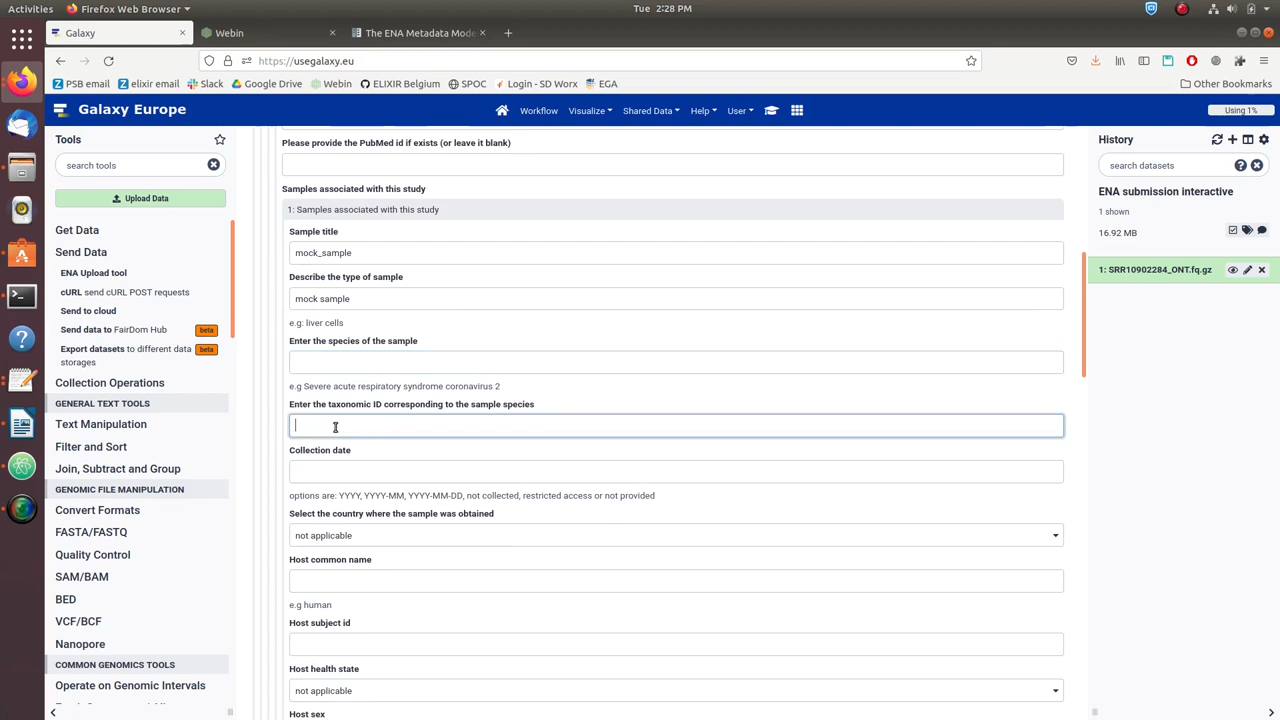 Activities
Firefox Web Browser
Tue 2:28 PM
Galaxy
Webin
The ENA Metadata Mode
https://usegalaxy.eu
PSB email
elixir email
Slack
Google Drive
Webin
ELIXIR Belgium
SPOC
Login - SD Worx
EGA
Other Bookmarks
Galaxy Europe
Workflow
Visualize
Shared Data
Help
User
Using 1%
Tools
search tools
Upload Data
Get Data
Send Data
ENA Upload tool
cURL send cURL POST requests
Send to cloud
Send data to FairDom Hub
beta
Export datasets to different data
storages
beta
Collection Operations
GENERAL TEXT TOOLS
Text Manipulation
Filter and Sort
Join, Subtract and Group
GENOMIC FILE MANIPULATION
Convert Formats
FASTA/FASTQ
Quality Control
SAM/BAM
BED
VCF/BCF
Nanopore
COMMON GENOMICS TOOLS
Operate on Genomic Intervals
Please provide the PubMed id if exists (or leave it blank)
Samples associated with this study
1: Samples associated with this study
Sample title
mock_sample
Describe the type of sample
mock sample
e.g: liver cells
Enter the species of the sample
e.g Severe acute respiratory syndrome coronavirus 2
Enter the taxonomic ID corresponding to the sample species
Collection date
options are: YYYY, YYYY-MM, YYYY-MM-DD, not collected, restricted access or not provided
Select the country where the sample was obtained
not applicable
Host common name
e.g human
Host subject id
Host health state
not applicable
Host sex
History
search datasets
ENA submission interactive
1 shown
16.92 MB
1: SRR10902284_ONT.fq.gz